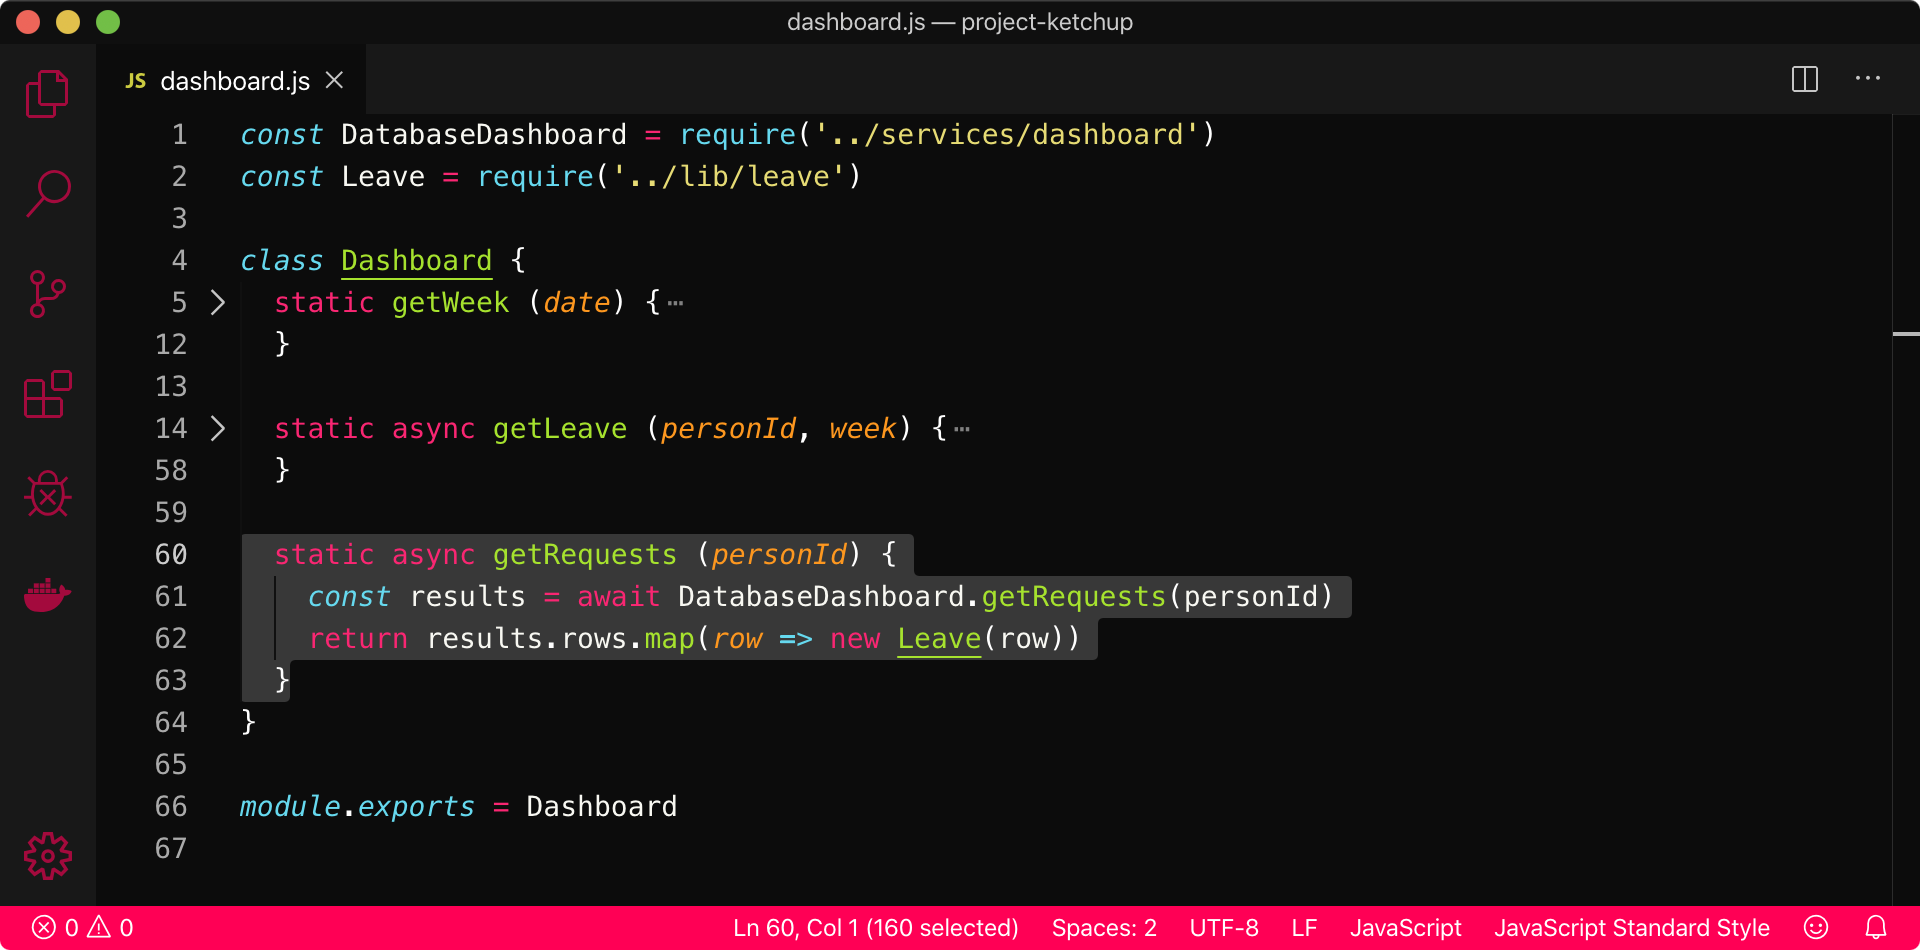 dashboard.js — project-ketchup
JS dashboard.js
1 const DatabaseDashboard = require('../services/dashboard')
2 const Leave = require('../lib/leave')
3
4 class Dashboard {
5 static getWeek (date) {⋯
12 }
13
14 static async getLeave (personId, week) {⋯
58 }
59
60 static async getRequests (personId) {
61 const results = await DatabaseDashboard.getRequests(personId)
62 return results.rows.map(row => new Leave(row))
63 }
64 }
65
66 module.exports = Dashboard
67
0 0 Ln 60, Col 1 (160 selected) Spaces: 2 UTF-8 LF JavaScript JavaScript Standard Style